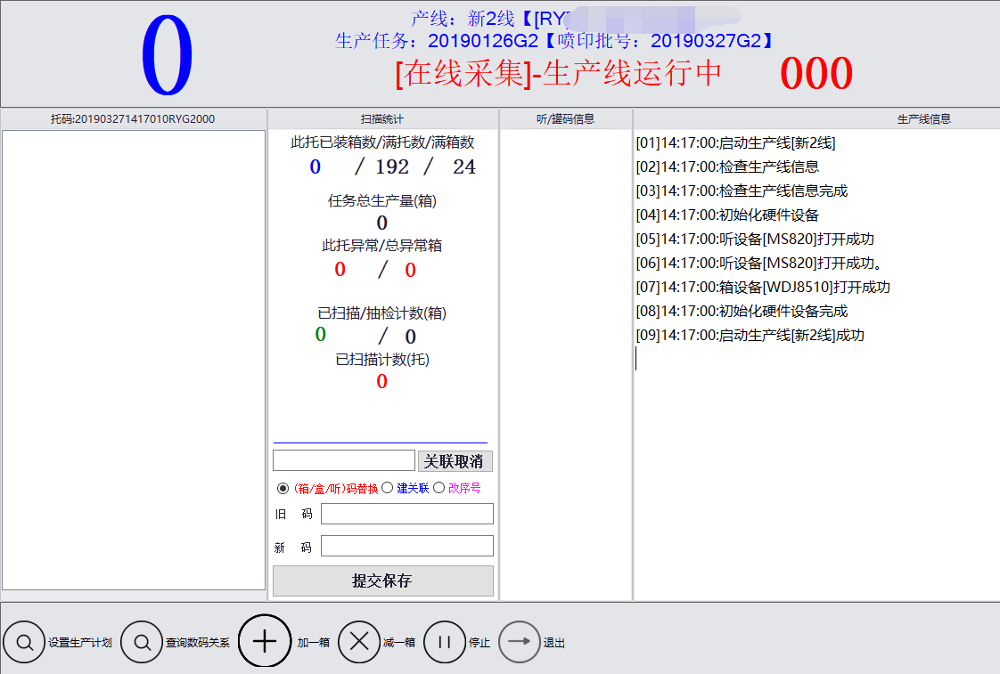 0
产线：新2线【[RY]
生产任务：20190126G2【喷印批号：20190327G2】
[在线采集]-生产线运行中
000
托码:201903271417010RYG2000
扫描统计
听/罐码信息
生产线信息
此托已装箱数/满托数/满箱数
0 / 192 / 24
任务总生产量(箱)
0
此托异常/总异常箱
0 / 0
已扫描/抽检计数(箱)
0 / 0
已扫描计数(托)
0
关联取消
(箱/盒/听)码替换 建关联 改序号
旧 码
新 码
提交保存
[01]14:17:00:启动生产线[新2线]
[02]14:17:00:检查生产线信息
[03]14:17:00:检查生产线信息完成
[04]14:17:00:初始化硬件设备
[05]14:17:00:听设备[MS820]打开成功
[06]14:17:00:听设备[MS820]打开成功。
[07]14:17:00:箱设备[WDJ8510]打开成功
[08]14:17:00:初始化硬件设备完成
[09]14:17:00:启动生产线[新2线]成功
设置生产计划
查询数码关系
加一箱
减一箱
停止
退出